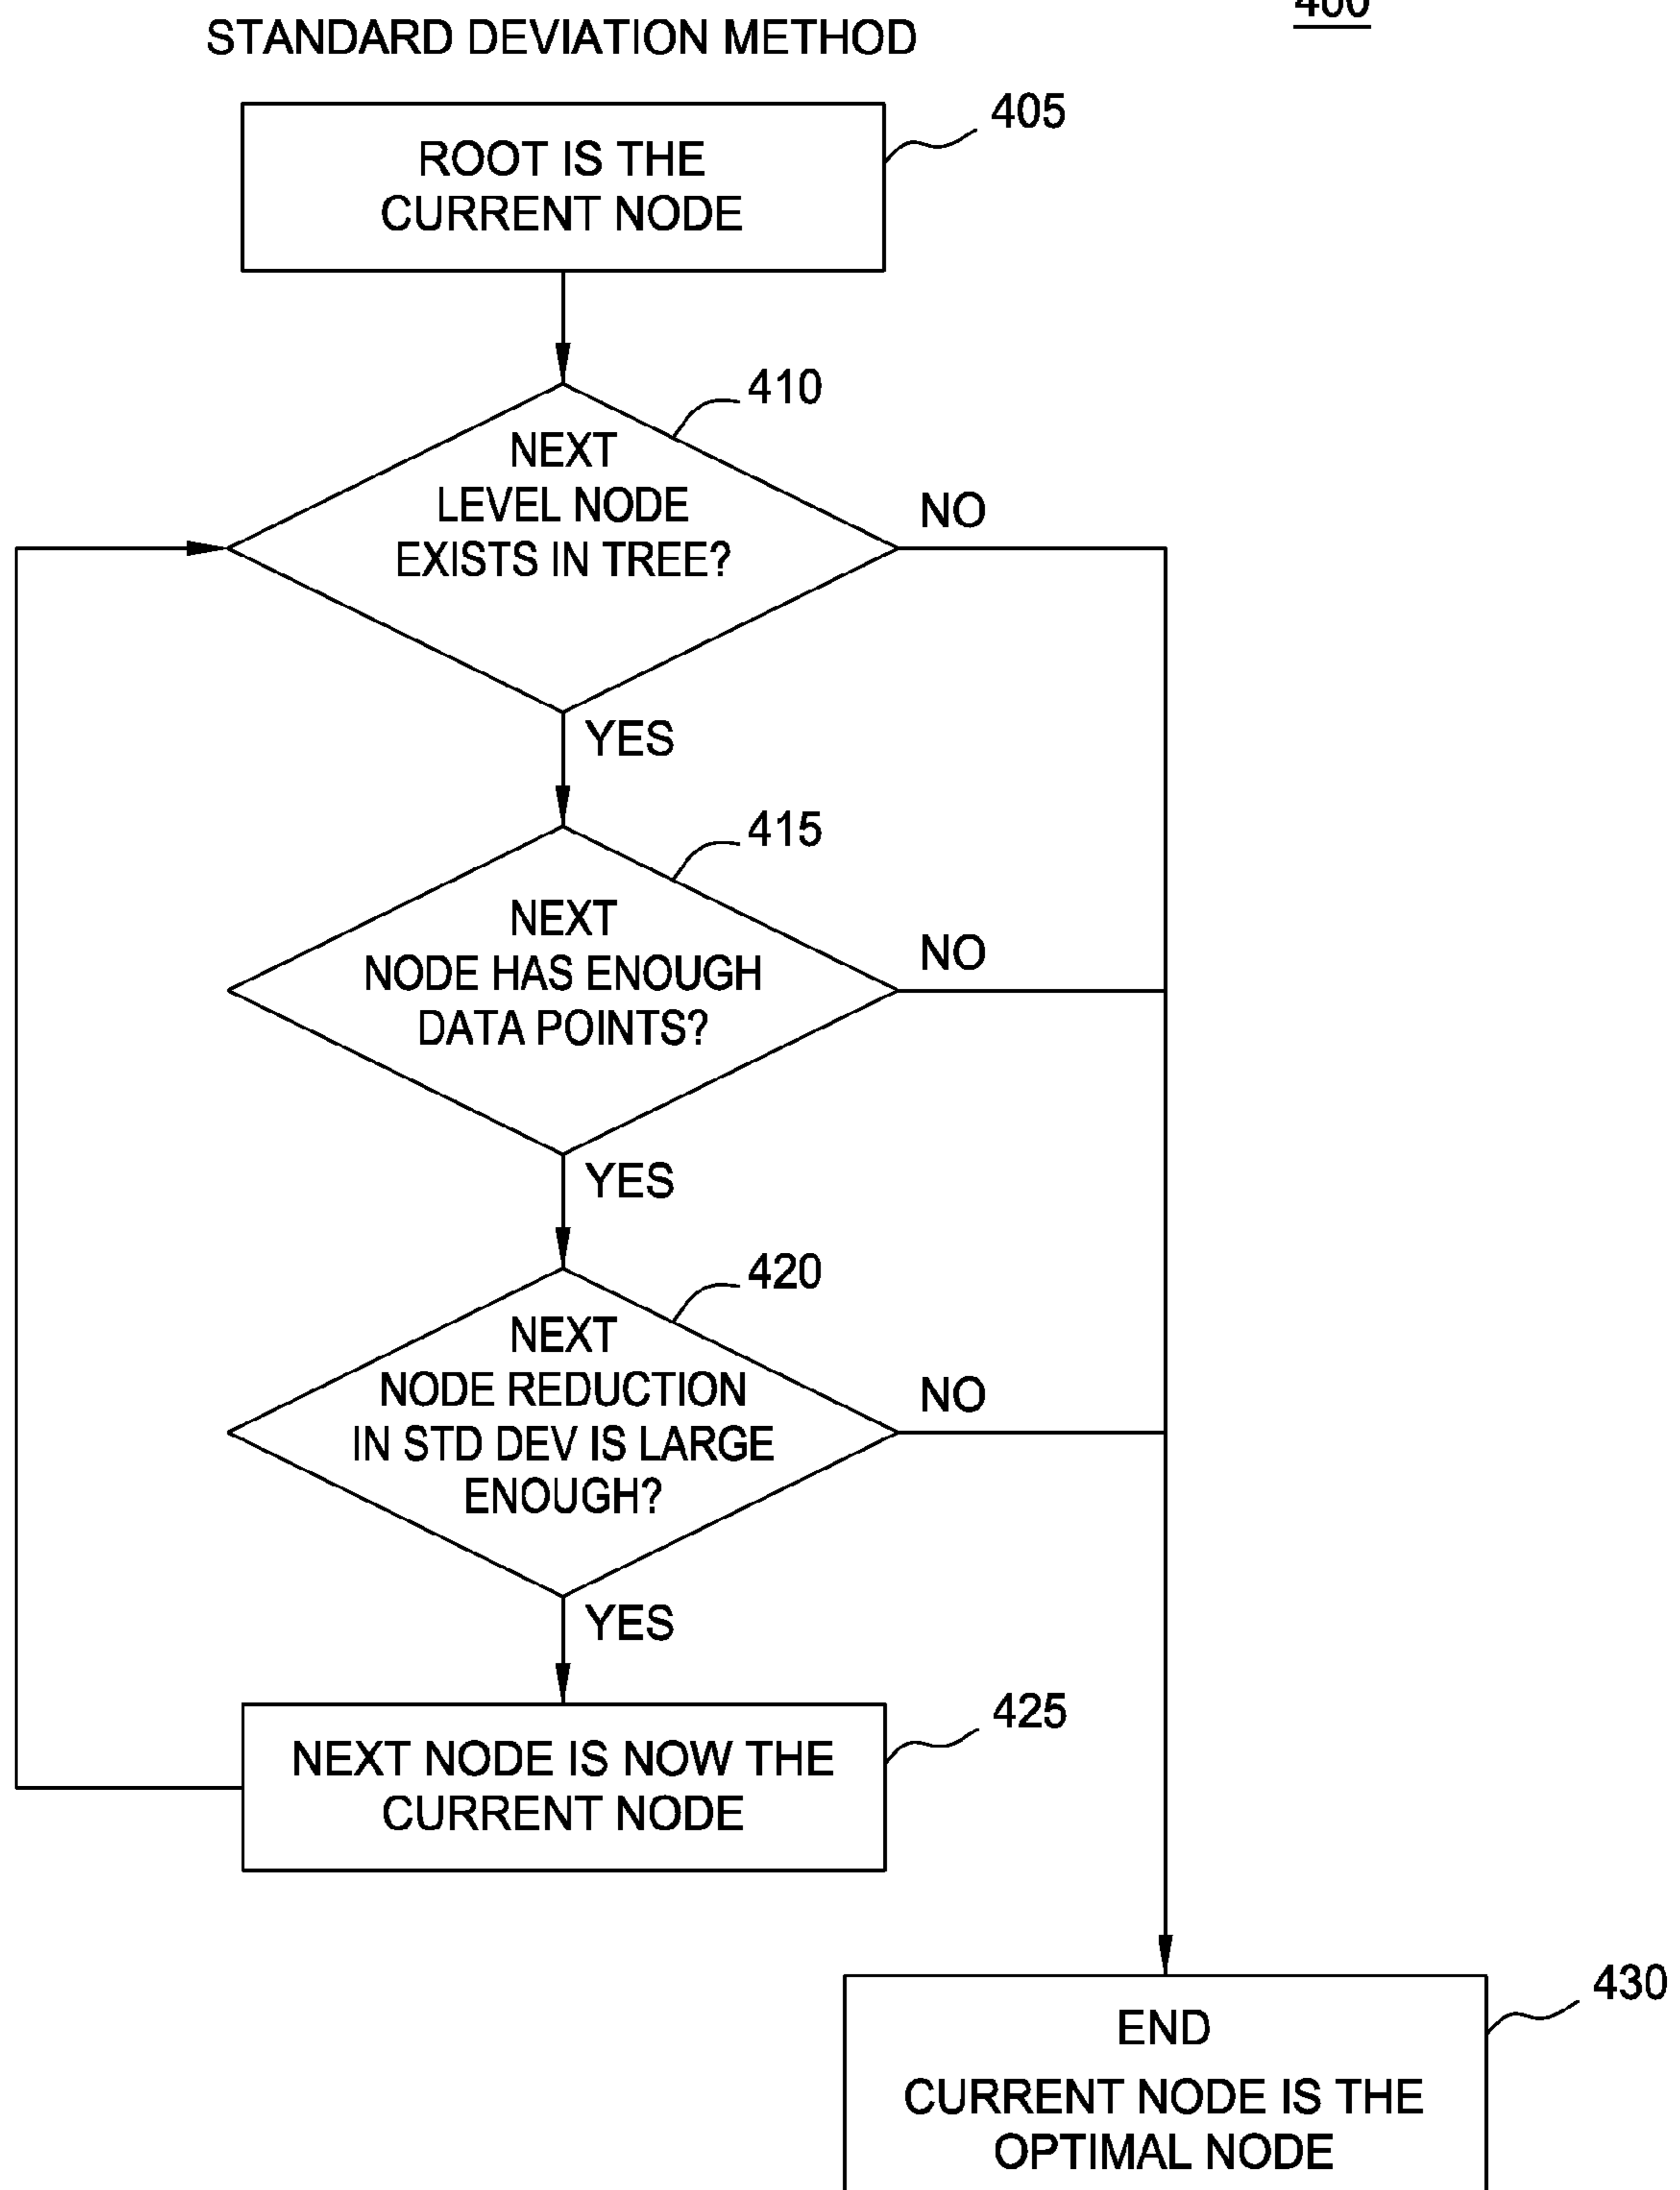 400
STANDARD DEVIATION METHOD
405
ROOT IS THE
CURRENT NODE
410
NEXT
LEVEL NODE
EXISTS IN TREE?
NO
YES
415
NEXT
NODE HAS ENOUGH
DATA POINTS?
NO
YES
420
NEXT
NODE REDUCTION
IN STD DEV IS LARGE
ENOUGH?
NO
YES
425
NEXT NODE IS NOW THE
CURRENT NODE
430
END
CURRENT NODE IS THE
OPTIMAL NODE